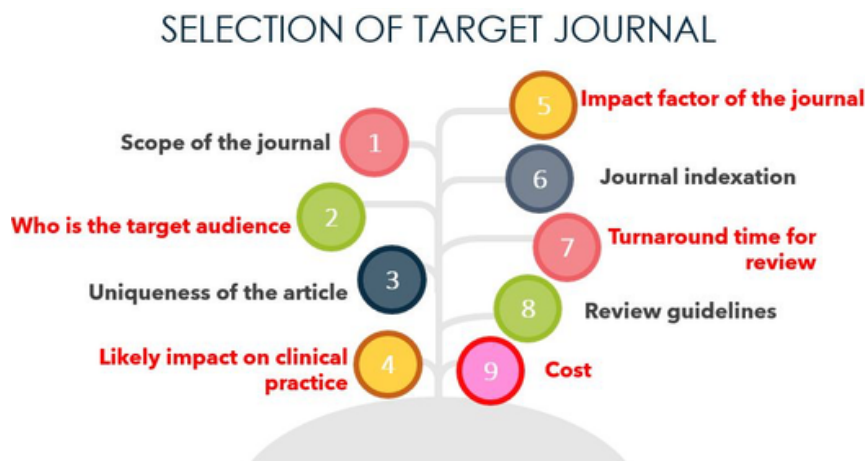 SELECTION OF TARGET JOURNAL
1
Scope of the journal
2
Who is the target audience
3
Uniqueness of the article
4
Likely impact on clinical
practice
5
Impact factor of the journal
6
Journal indexation
7
Turnaround time for
review
8
Review guidelines
9
Cost